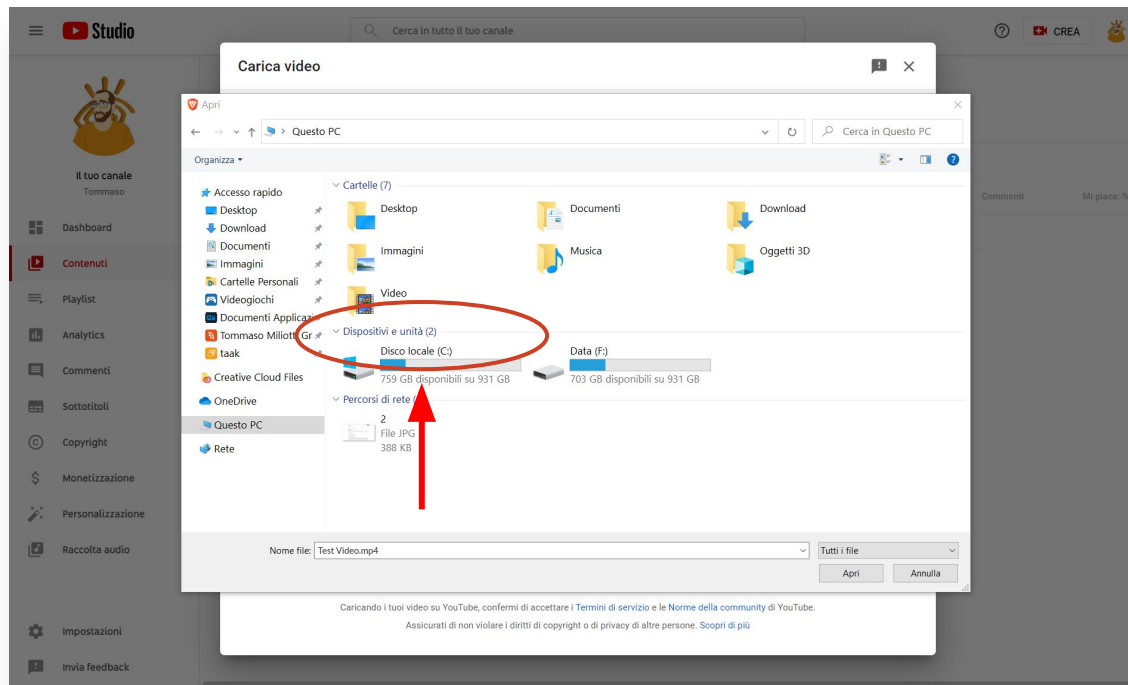 Studio
Cerca in tutto il tuo canale
CREA
Carica video
Apri
Questo PC
Cerca in Questo PC
Organizza
Il tuo canale
Tommaso
Dashboard
Contenuti
Playlist
Analytics
Commenti
Sottotitoli
Copyright
Monetizzazione
Personalizzazione
Raccolta audio
Impostazioni
Invia feedback
Accesso rapido
Desktop
Download
Documenti
Immagini
Cartelle Personali
Videogiochi
Documenti Applicazi
Tommaso Miliotti Gr
taak
Creative Cloud Files
OneDrive
Questo PC
Rete
Cartelle (7)
Desktop
Documenti
Download
Immagini
Musica
Oggetti 3D
Video
Dispositivi e unità (2)
Disco locale (C:)
759 GB disponibili su 931 GB
Data (F:)
703 GB disponibili su 931 GB
Percorsi di rete
2
File JPG
388 KB
Commenti
Mi piace: %
Nome file:
Test Video.mp4
Tutti i file
Apri
Annulla
Caricando i tuoi video su YouTube, confermi di accettare i Termini di servizio e le Norme della community di YouTube.
Assicurati di non violare i diritti di copyright o di privacy di altre persone. Scopri di più